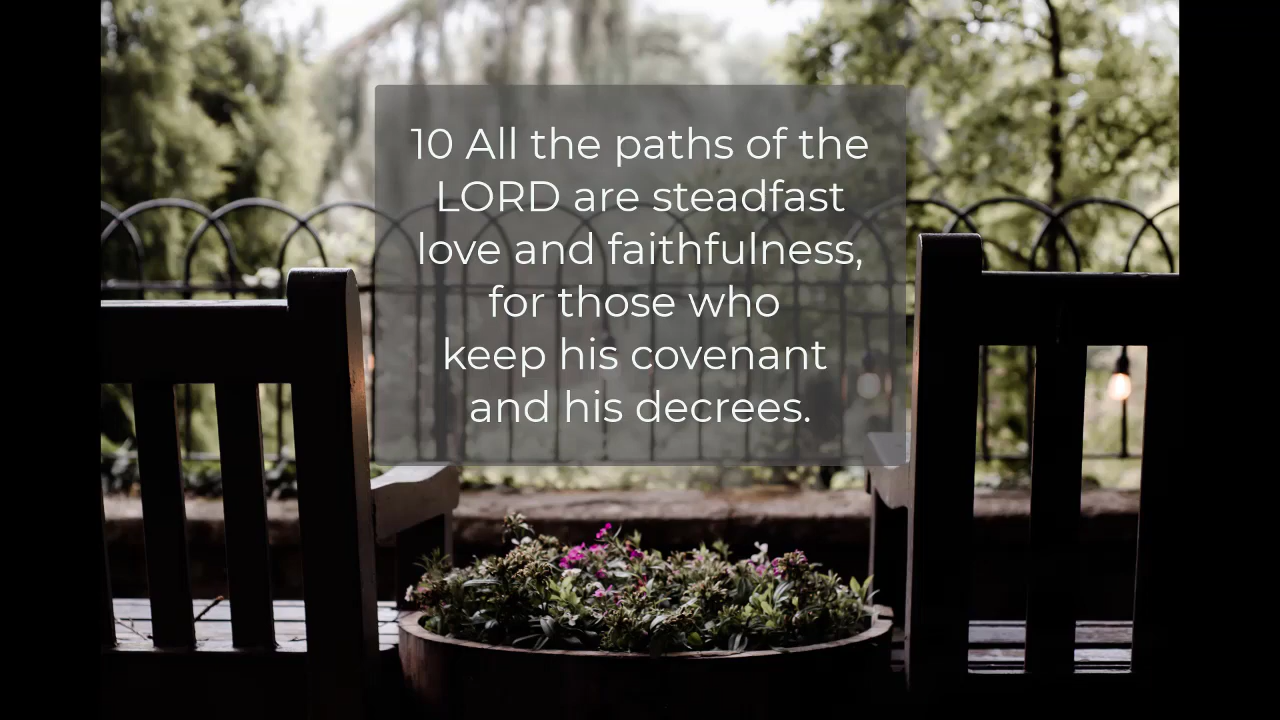 10 All the paths of the
LORD are steadfast
love and faithfulness,
for those who
keep his covenant
and his decrees.